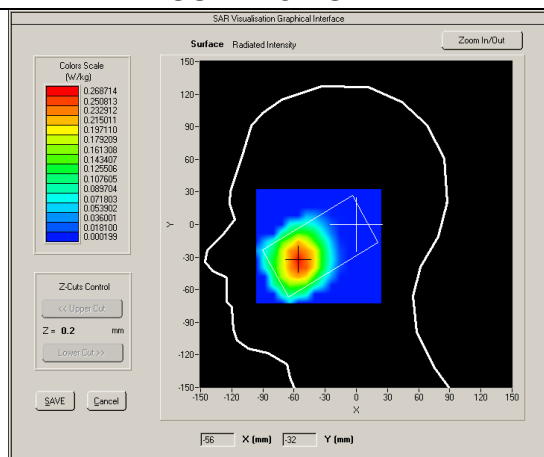 SAR Visualisation Graphical Interface
Surface Radiated Intensity
Zoom In/Out
Colors Scale
(W/kg)
0.268714
0.250813
0.232912
0.215011
0.197110
0.179209
0.161308
0.143407
0.125506
0.107605
0.089704
0.071803
0.053902
0.036001
0.018100
0.000199
150-
120-
90-
60-
30-
0-
-30-
-60-
-90-
-120-
-150-
Y
-150 -120 -90 -60 -30 0 30 60 90 120 150
X
Z-Cuts Control
<< Upper Cut
Z = 0.2 mm
Lower Cut >>
SAVE
Cancel
-56 X (mm) -32 Y (mm)